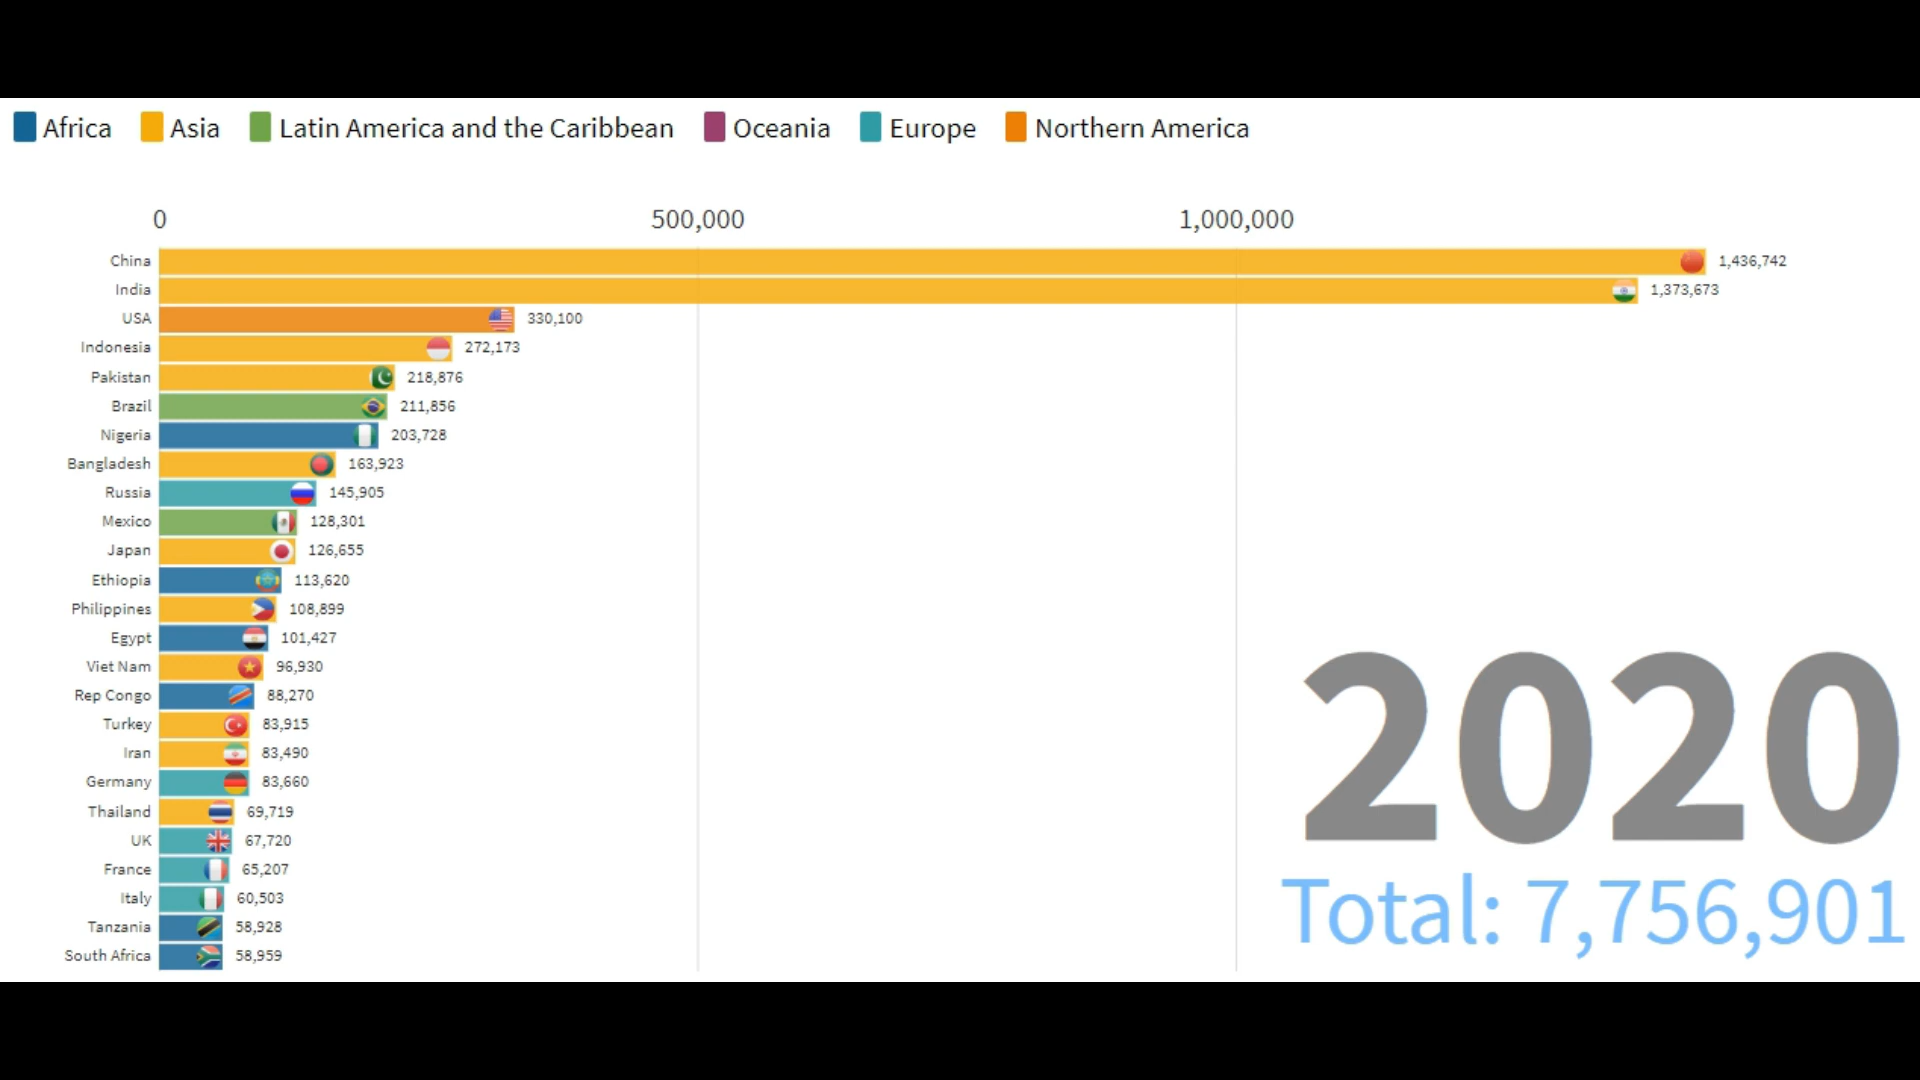 Africa Asia Latin America and the Caribbean Oceania Europe Northern America
0 500,000 1,000,000
China 1,436,742
India 1,373,673
USA 330,100
Indonesia 272,173
Pakistan 218,876
Brazil 211,856
Nigeria 203,728
Bangladesh 163,923
Russia 145,905
Mexico 128,301
Japan 126,655
Ethiopia 113,620
Philippines 108,899
Egypt 101,427
Viet Nam 96,930
Rep Congo 88,270
Turkey 83,915
Iran 83,490
Germany 83,660
Thailand 69,719
UK 67,720
France 65,207
Italy 60,503
Tanzania 58,928
South Africa 58,959
2020
Total: 7,756,901